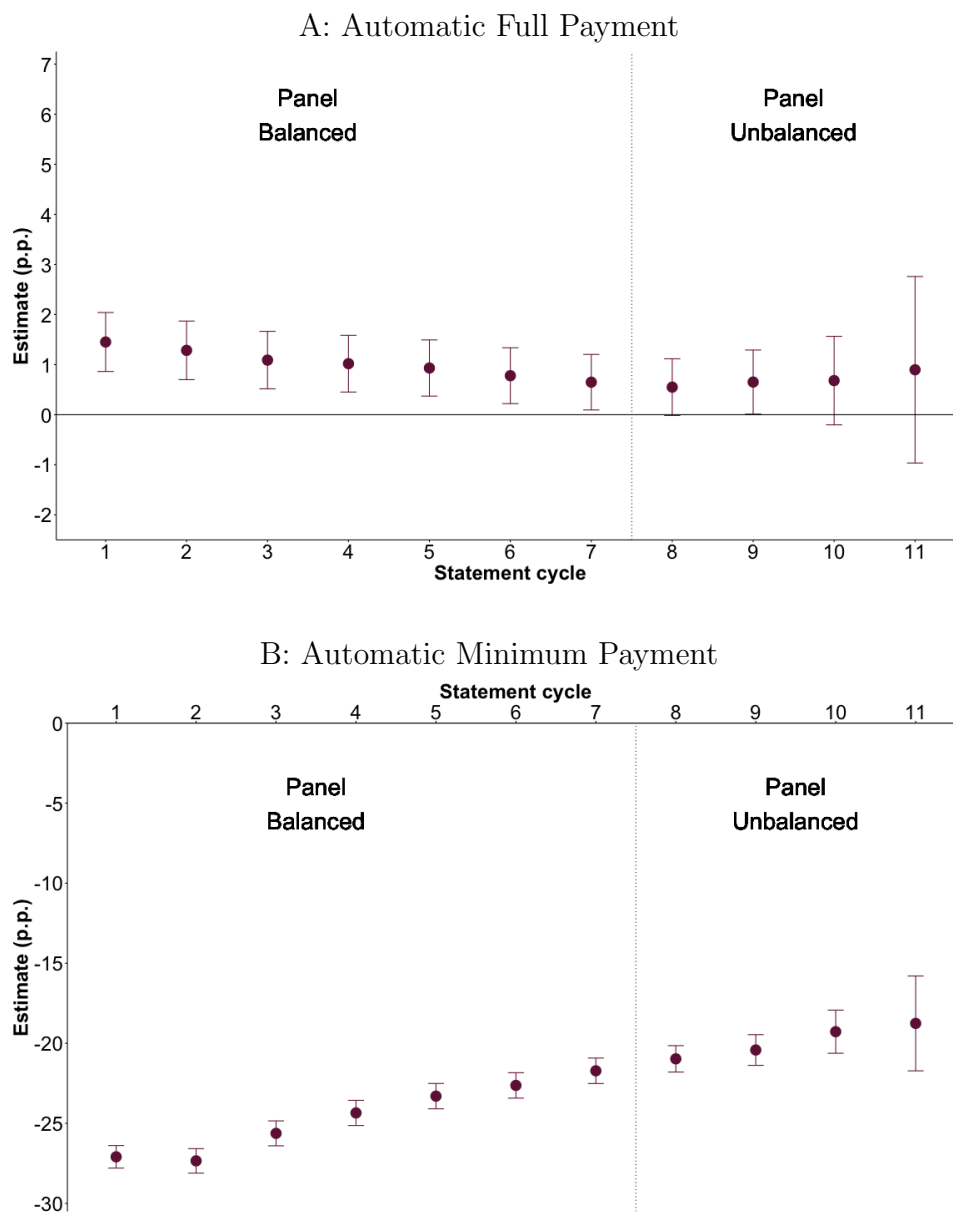 A: Automatic Full Payment
7
6
5
4
3
2
1
0
-1
-2
Estimate (p.p.)
Panel
Balanced
Panel
Unbalanced
1 2 3 4 5 6 7 8 9 10 11
Statement cycle
B: Automatic Minimum Payment
Statement cycle
1 2 3 4 5 6 7 8 9 10 11
0
-5
-10
-15
-20
-25
-30
Estimate (p.p.)
Panel
Balanced
Panel
Unbalanced